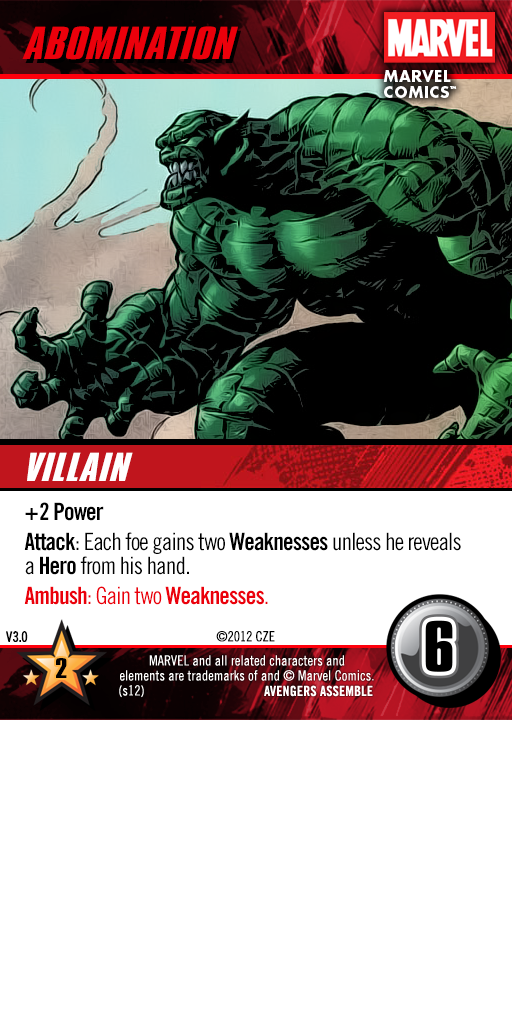 ABOMINATION
MARVEL
MARVEL
COMICS™
VILLAIN
+2 Power
Attack: Each foe gains two Weaknesses unless he reveals
a Hero from his hand.
Ambush: Gain two Weaknesses.
V3.0
©2012 CZE
2
MARVEL and all related characters and
elements are trademarks of and © Marvel Comics.
(s12)
AVENGERS ASSEMBLE
6